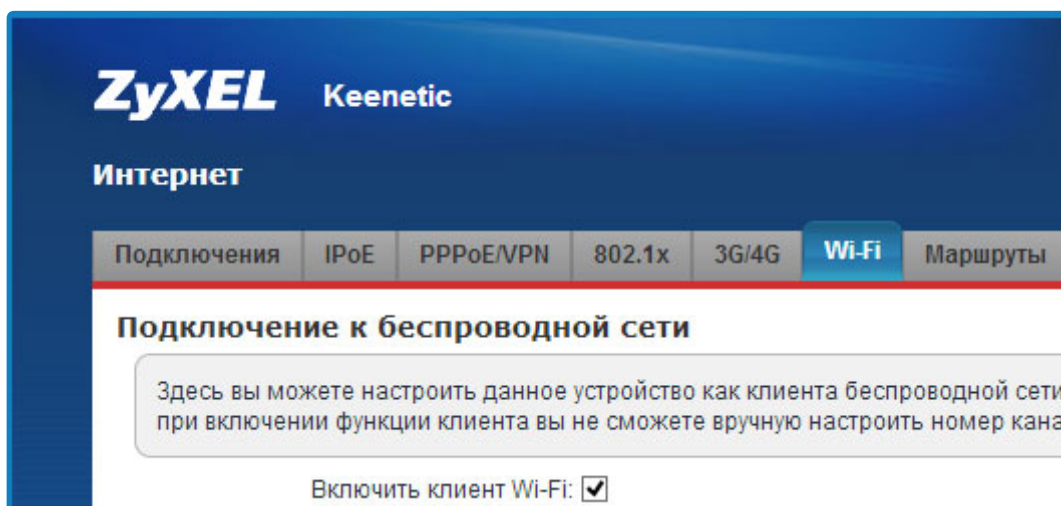 ZyXEL Keenetic
Интернет
Подключения IPoE PPPoE/VPN 802.1x 3G/4G Wi-Fi Маршруты
Подключение к беспроводной сети
Здесь вы можете настроить данное устройство как клиента беспроводной сети
при включении функции клиента вы не сможете вручную настроить номер кана
Включить клиент Wi-Fi: